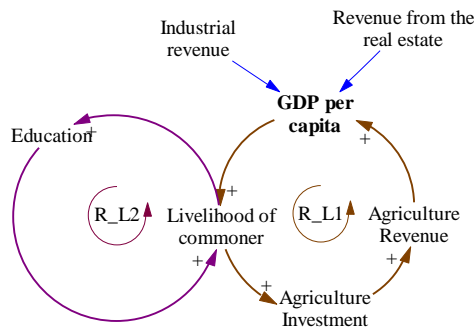 Industrial
revenue
Revenue from the
real estate
GDP per
capita
Education
+
+
R_L2
Livelihood of
commoner
+
+
R_L1
Agriculture
Revenue
+
+
+
Agriculture
Investment